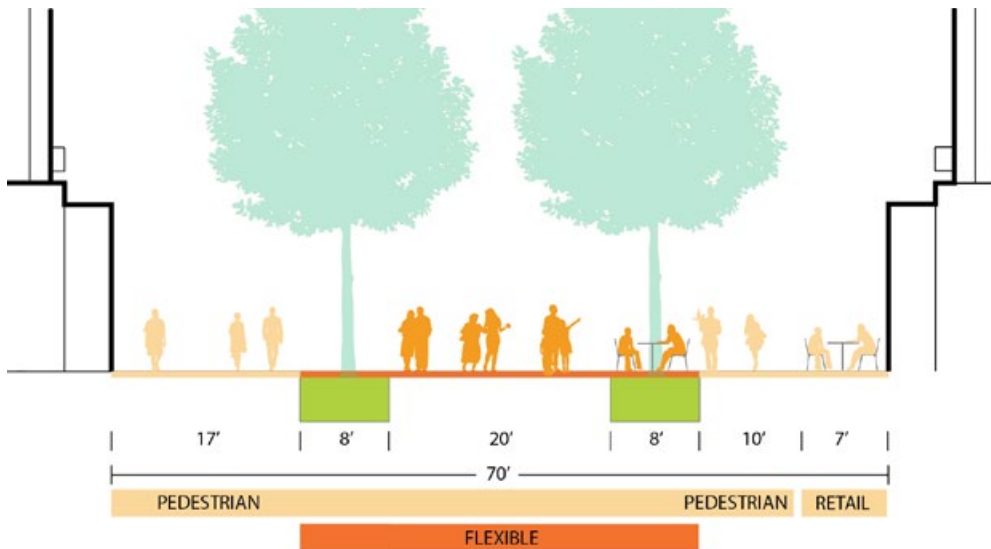 17' 8' 20' 8' 10' 7'
70'
PEDESTRIAN PEDESTRIAN RETAIL
FLEXIBLE